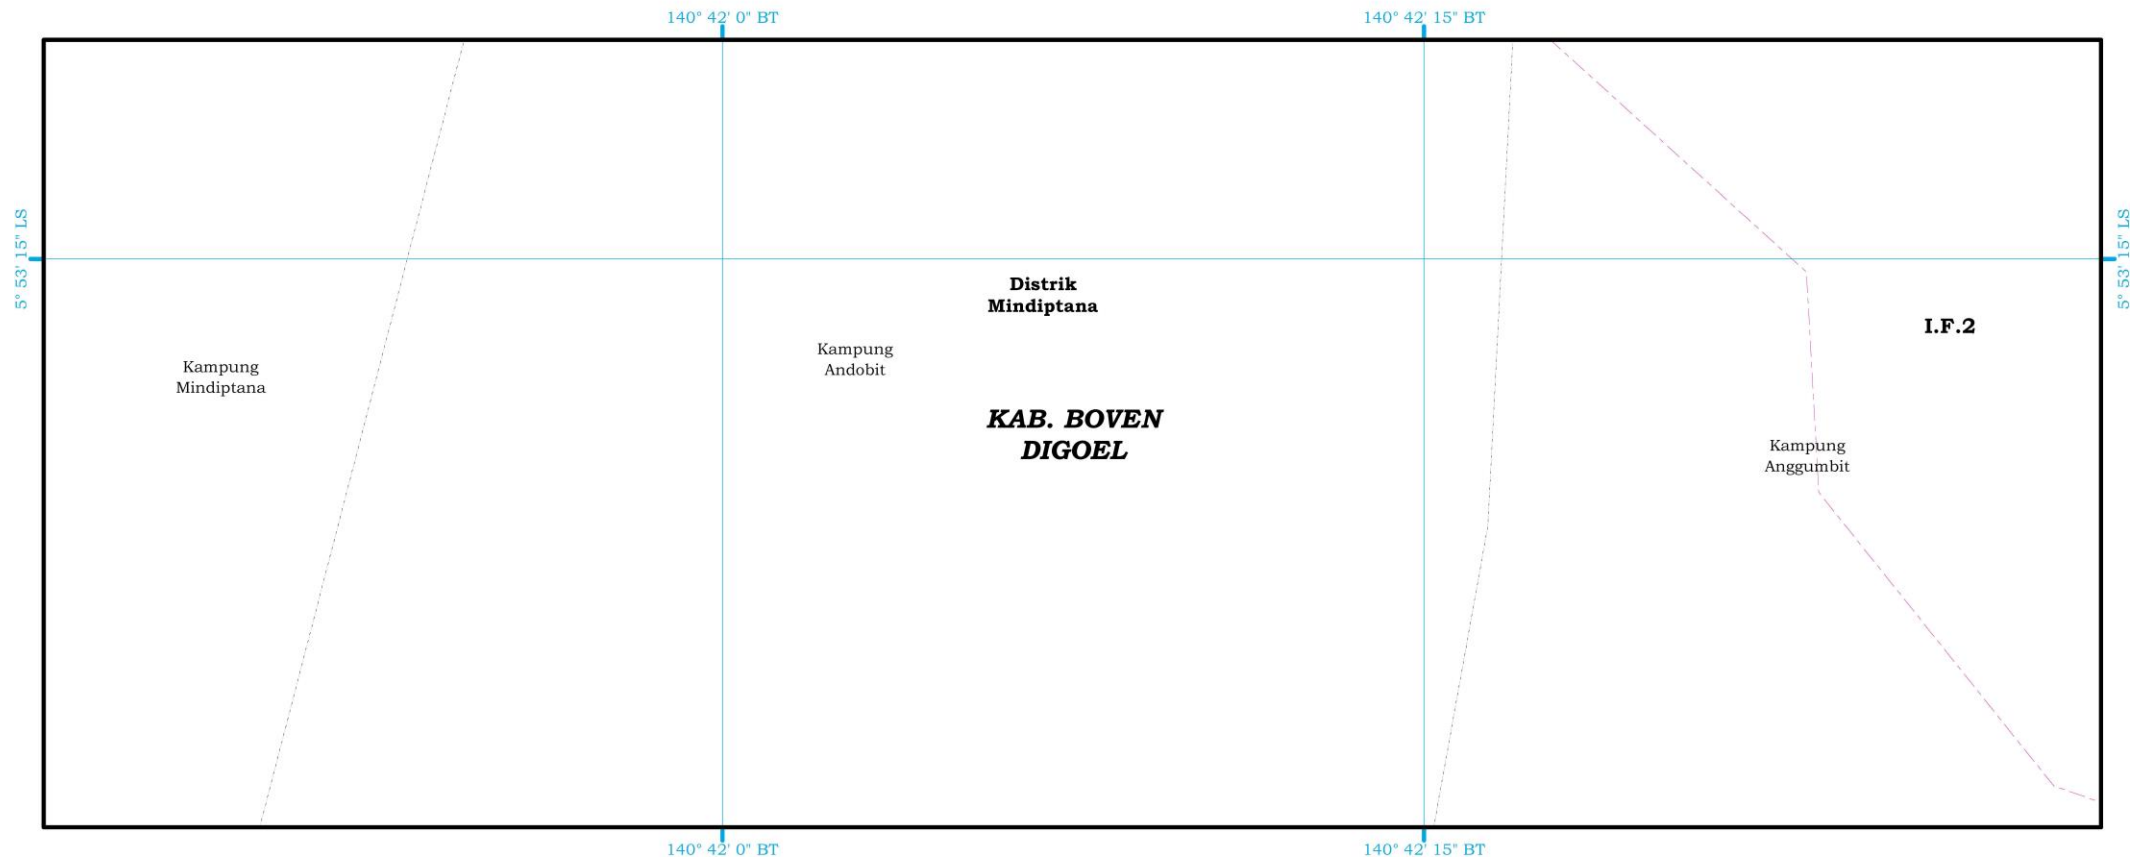 140° 42' 0" BT
140° 42' 15" BT
5° 53' 15" LS
5° 53' 15" LS
Distrik
Mindiptana
I.F.2
Kampung
Andobit
Kampung
Mindiptana
KAB. BOVEN
DIGOEL
Kampung
Anggumbit
140° 42' 0" BT
140° 42' 15" BT